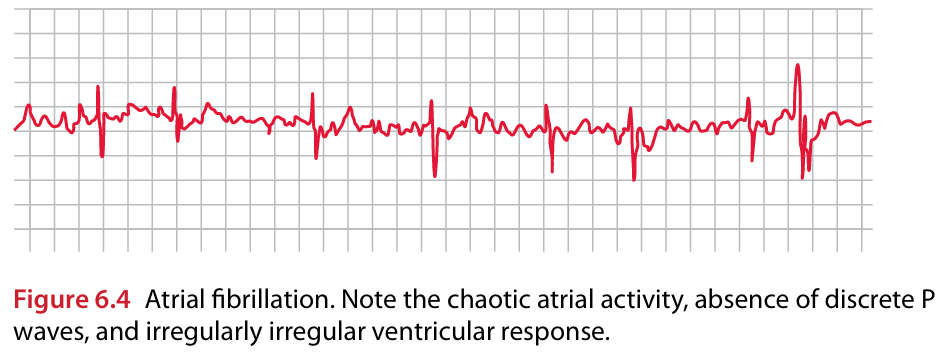 Figure 6.4 Atrial fibrillation. Note the chaotic atrial activity, absence of discrete P
waves, and irregularly irregular ventricular response.